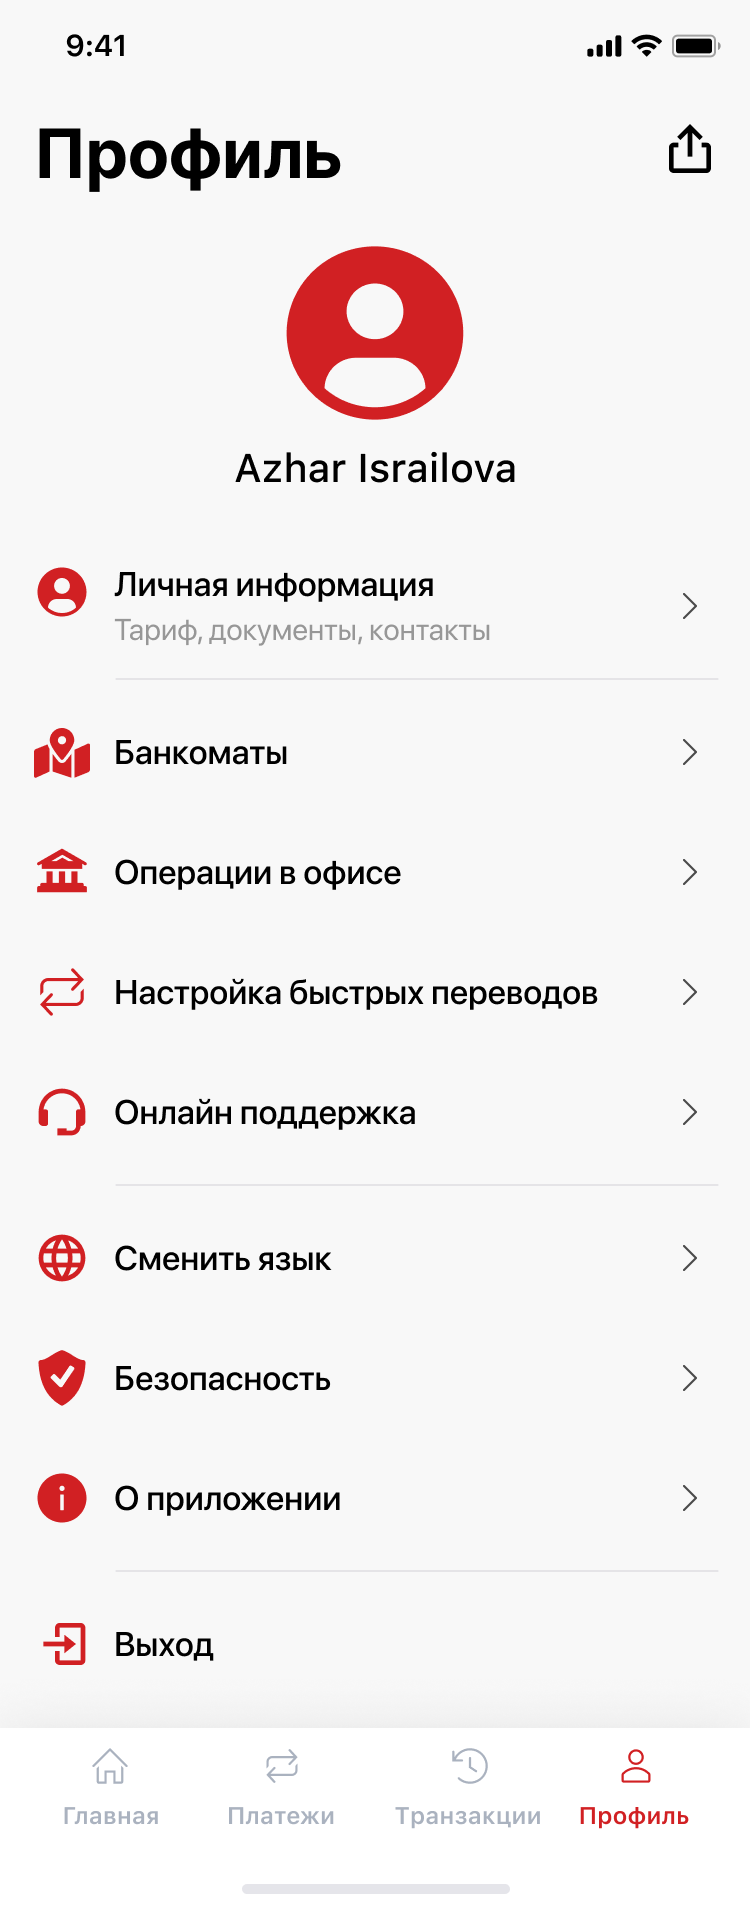 9:41
Профиль
Azhar Israilova
Личная информация
Тариф, документы, контакты
Банкоматы
Операции в офисе
Настройка быстрых переводов
Онлайн поддержка
Сменить язык
Безопасность
О приложении
Выход
Главная Платежи Транзакции Профиль